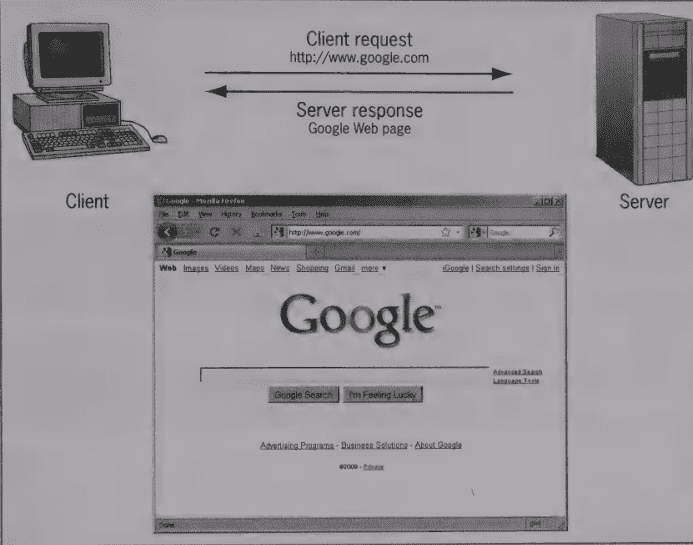 Client request
http://www.google.com
Server response
Google Web page
Client
Server
Google - Mozilla Firefox
File Edit View History Bookmarks Tools Help
http://www.google.com/
Google
Google
Web Images Videos Maps News Shopping Gmail more ▼
iGoogle | Search settings | Sign in
Google™
Advanced Search
Language Tools
Google Search
I'm Feeling Lucky
Advertising Programs - Business Solutions - About Google
©2009 - Privacy
Done